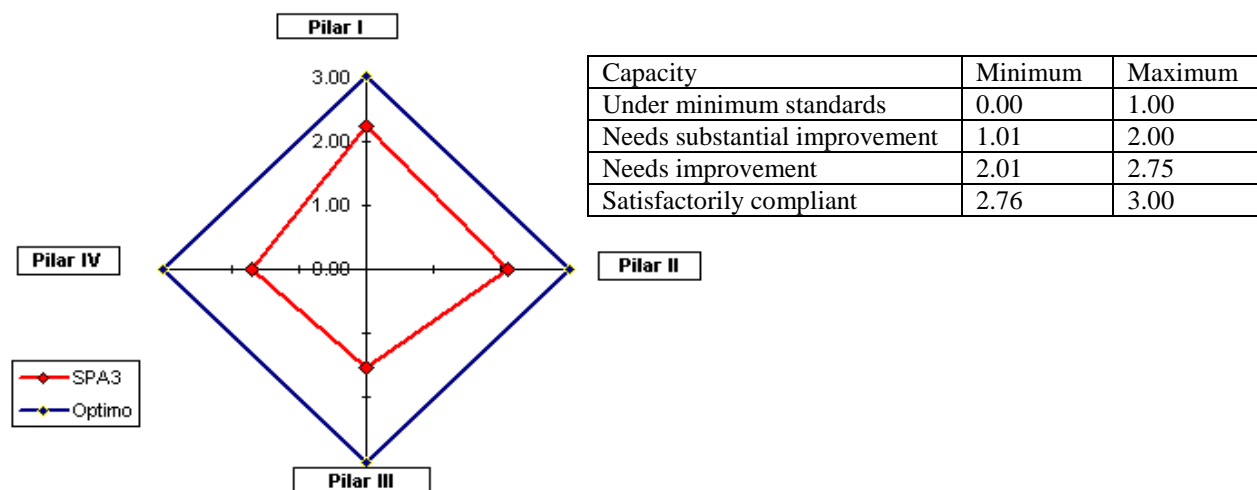 Pilar I
3.00
2.00
1.00
0.00
Pilar IV
Pilar II
Pilar III
SPA3
Optimo
Capacity Minimum Maximum
Under minimum standards 0.00 1.00
Needs substantial improvement 1.01 2.00
Needs improvement 2.01 2.75
Satisfactorily compliant 2.76 3.00